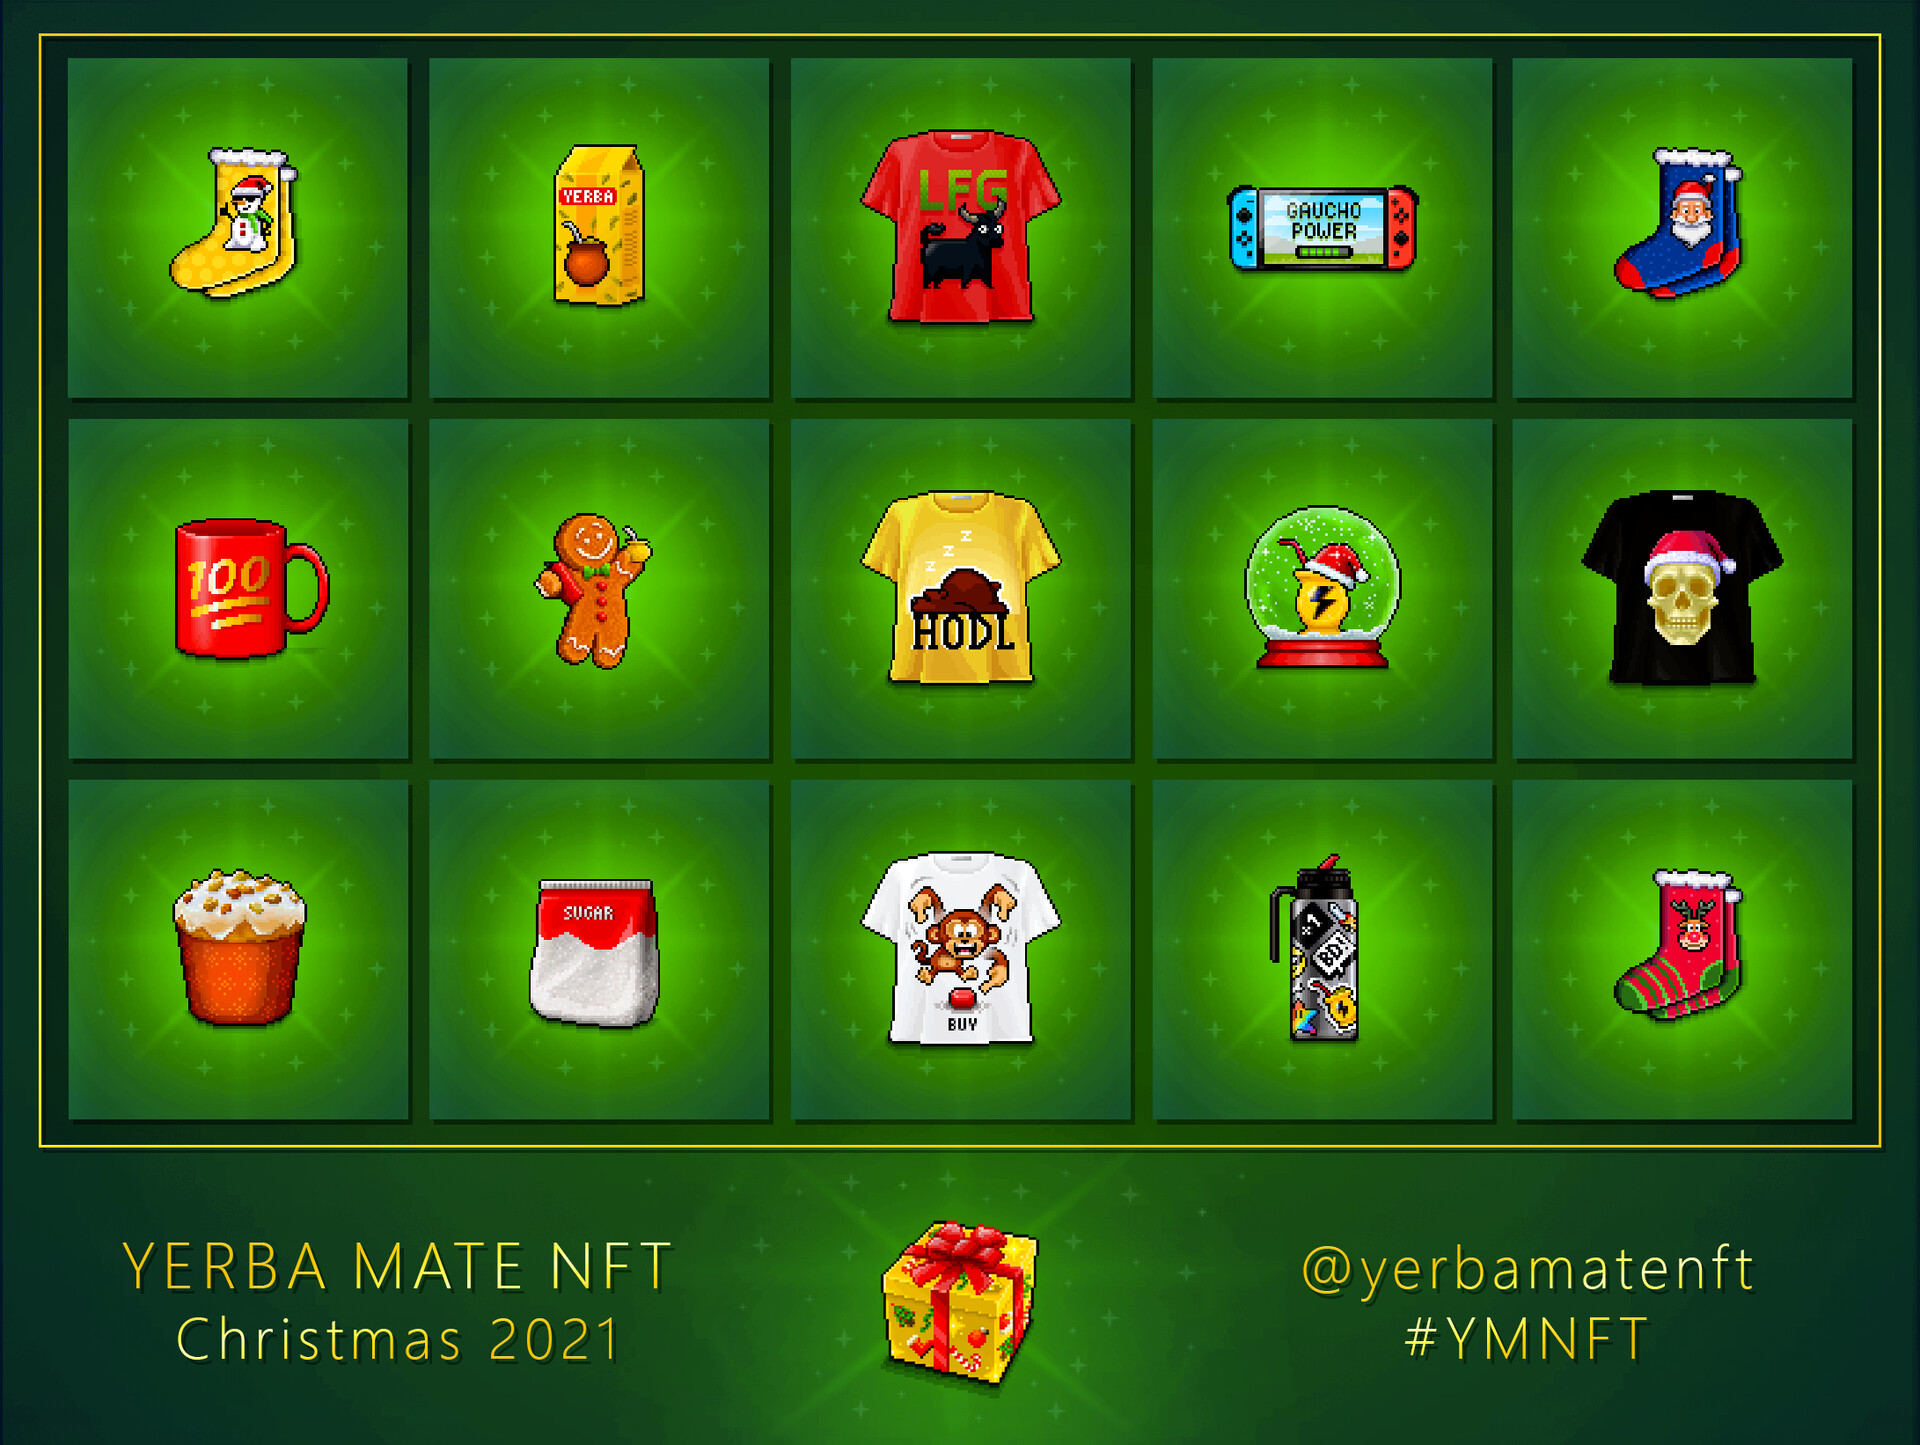 YERBA
LFG
GAUCHO
POWER
100
z
z
z
HODL
SUGAR
BUY
YERBA MATE NFT
Christmas 2021
@yerbamatenft
#YMNFT